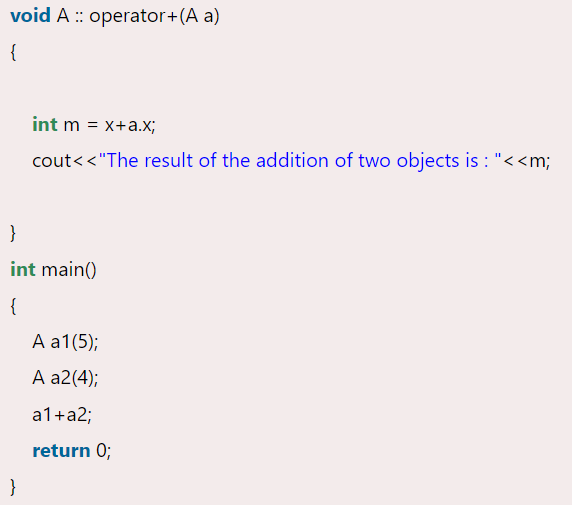 void A :: operator+(A a)
{
int m = x+a.x;
cout<<"The result of the addition of two objects is : "<<m;
}
int main()
{
A a1(5);
A a2(4);
a1+a2;
return 0;
}